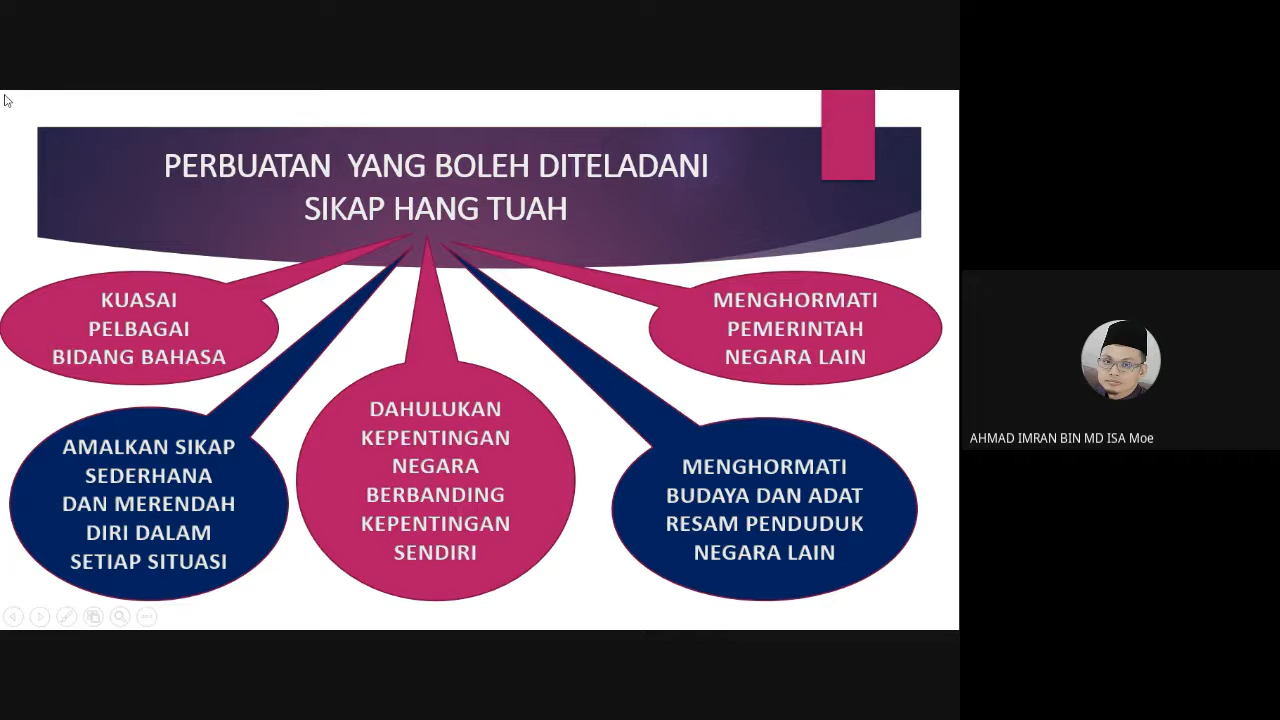 PERBUATAN YANG BOLEH DITELADANI
SIKAP HANG TUAH
KUASAI
PELBAGAI
BIDANG BAHASA
AMALKAN SIKAP
SEDERHANA
DAN MERENDAH
DIRI DALAM
SETIAP SITUASI
DAHULUKAN
KEPENTINGAN
NEGARA
BERBANDING
KEPENTINGAN
SENDIRI
MENGHORMATI
BUDAYA DAN ADAT
RESAM PENDUDUK
NEGARA LAIN
MENGHORMATI
PEMERINTAH
NEGARA LAIN
AHMAD IMRAN BIN MD ISA Moe